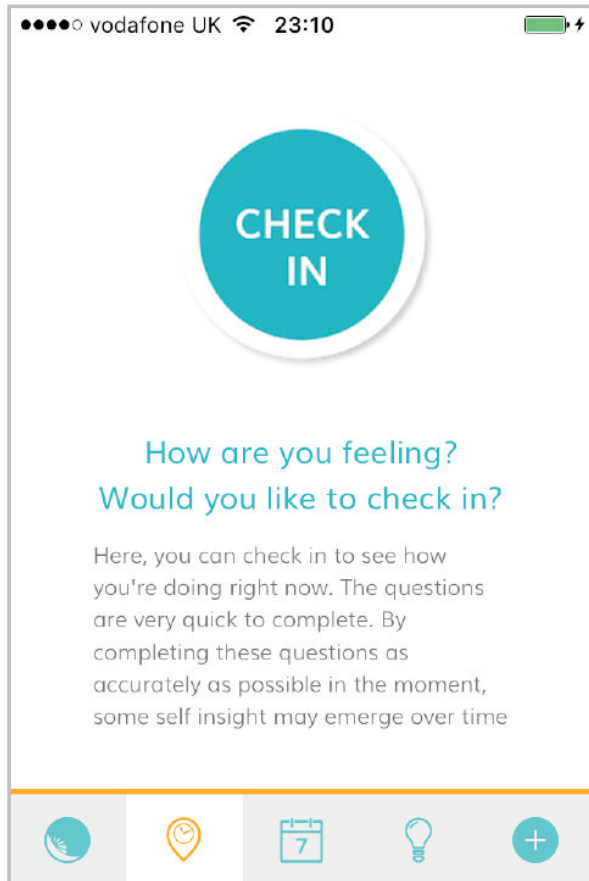 vodafone UK 23:10
CHECK
IN
How are you feeling?
Would you like to check in?
Here, you can check in to see how
you're doing right now. The questions
are very quick to complete. By
completing these questions as
accurately as possible in the moment,
some self insight may emerge over time
7